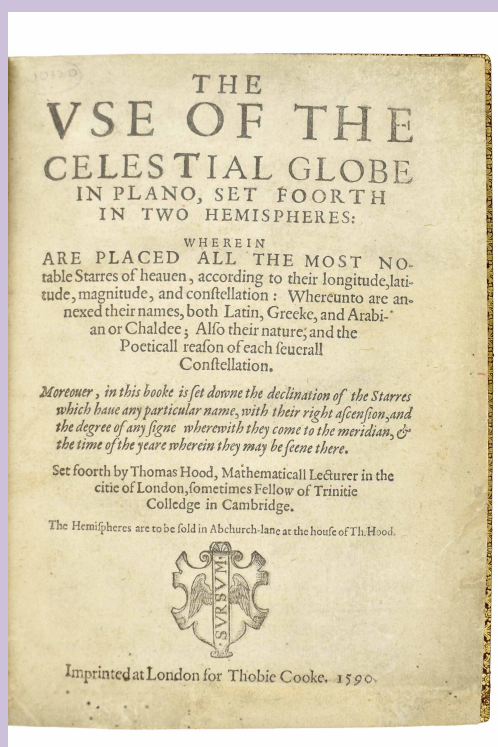 THE
VSE OF THE
CELESTIAL GLOBE
IN PLANO, SET FOORTH
IN TWO HEMISPHERES:
WHEREIN
ARE PLACED ALL THE MOST NO-
table Starres of heauen, according to their longitude,lati-
tude, magnitude, and conſtellation : Whereunto are an-
nexed their names, both Latin, Greeke, and Arabi-
an or Chaldee ; Alſo their nature, and the
Poeticall reaſon of each ſeuerall
Conſtellation.
Moreouer, in this booke is ſet downe the declination of the Starres
which haue any particular name, with their right aſcenſion, and
the degree of any ſigne wherewith they come to the meridian, &
the time of the yeare wherein they may be ſeene there.
Set foorth by Thomas Hood, Mathematicall Lecturer in the
citie of London, ſometimes Fellow of Trinitie
Colledge in Cambridge.
The Hemiſpheres are to be ſold in Abchurch-lane at the houſe of Th. Hood.
SVRSVM
Imprinted at London for Thobie Cooke. 1590.